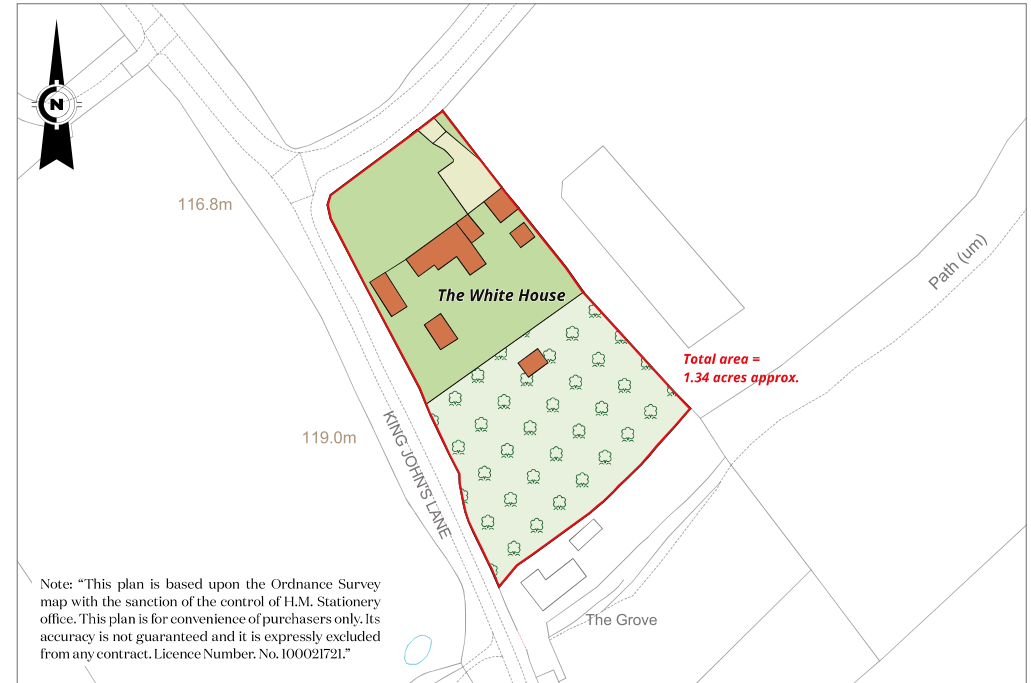 N
116.8m
Path (um)
The White House
Total area =
1.34 acres approx.
119.0m
KING JOHN'S LANE
Note: “This plan is based upon the Ordnance Survey
map with the sanction of the control of H.M. Stationery
office. This plan is for convenience of purchasers only. Its
accuracy is not guaranteed and it is expressly excluded
from any contract. Licence Number. No. 100021721.”
The Grove